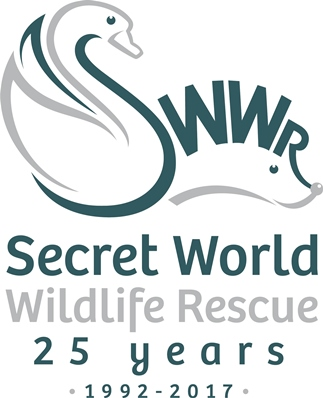 SWWR
Secret World
Wildlife Rescue
25 years
• 1992-2017 •